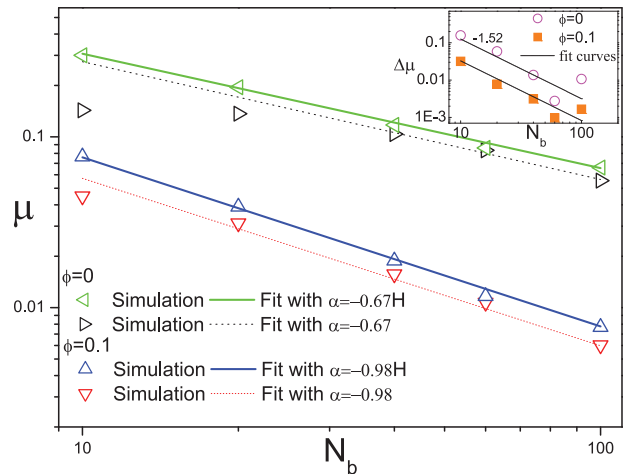 φ=0
φ=0.1
fit curves
-1.52
Δμ
0.1
0.01
1E-3
10
100
N_b
0.1
0.01
μ
φ=0
Simulation Fit with α=−0.67H
Simulation Fit with α=−0.67
φ=0.1
Simulation Fit with α=−0.98H
Simulation Fit with α=−0.98
10
100
N_b